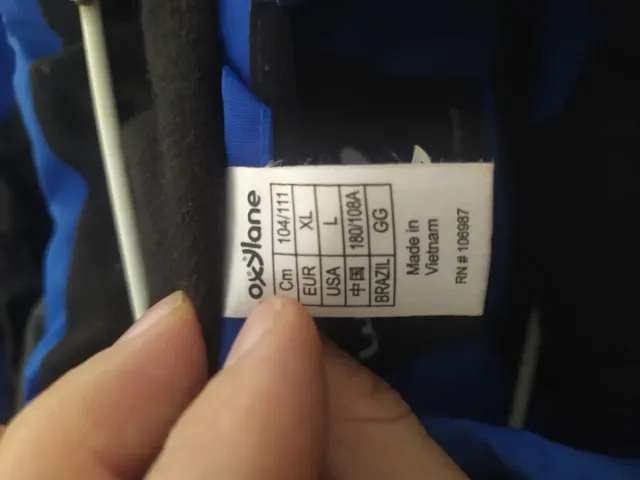 oxylane
Cm 104/111
EUR XL
USA L
中国 180/108A
BRAZIL GG
Made in
Vietnam
RN# 106987